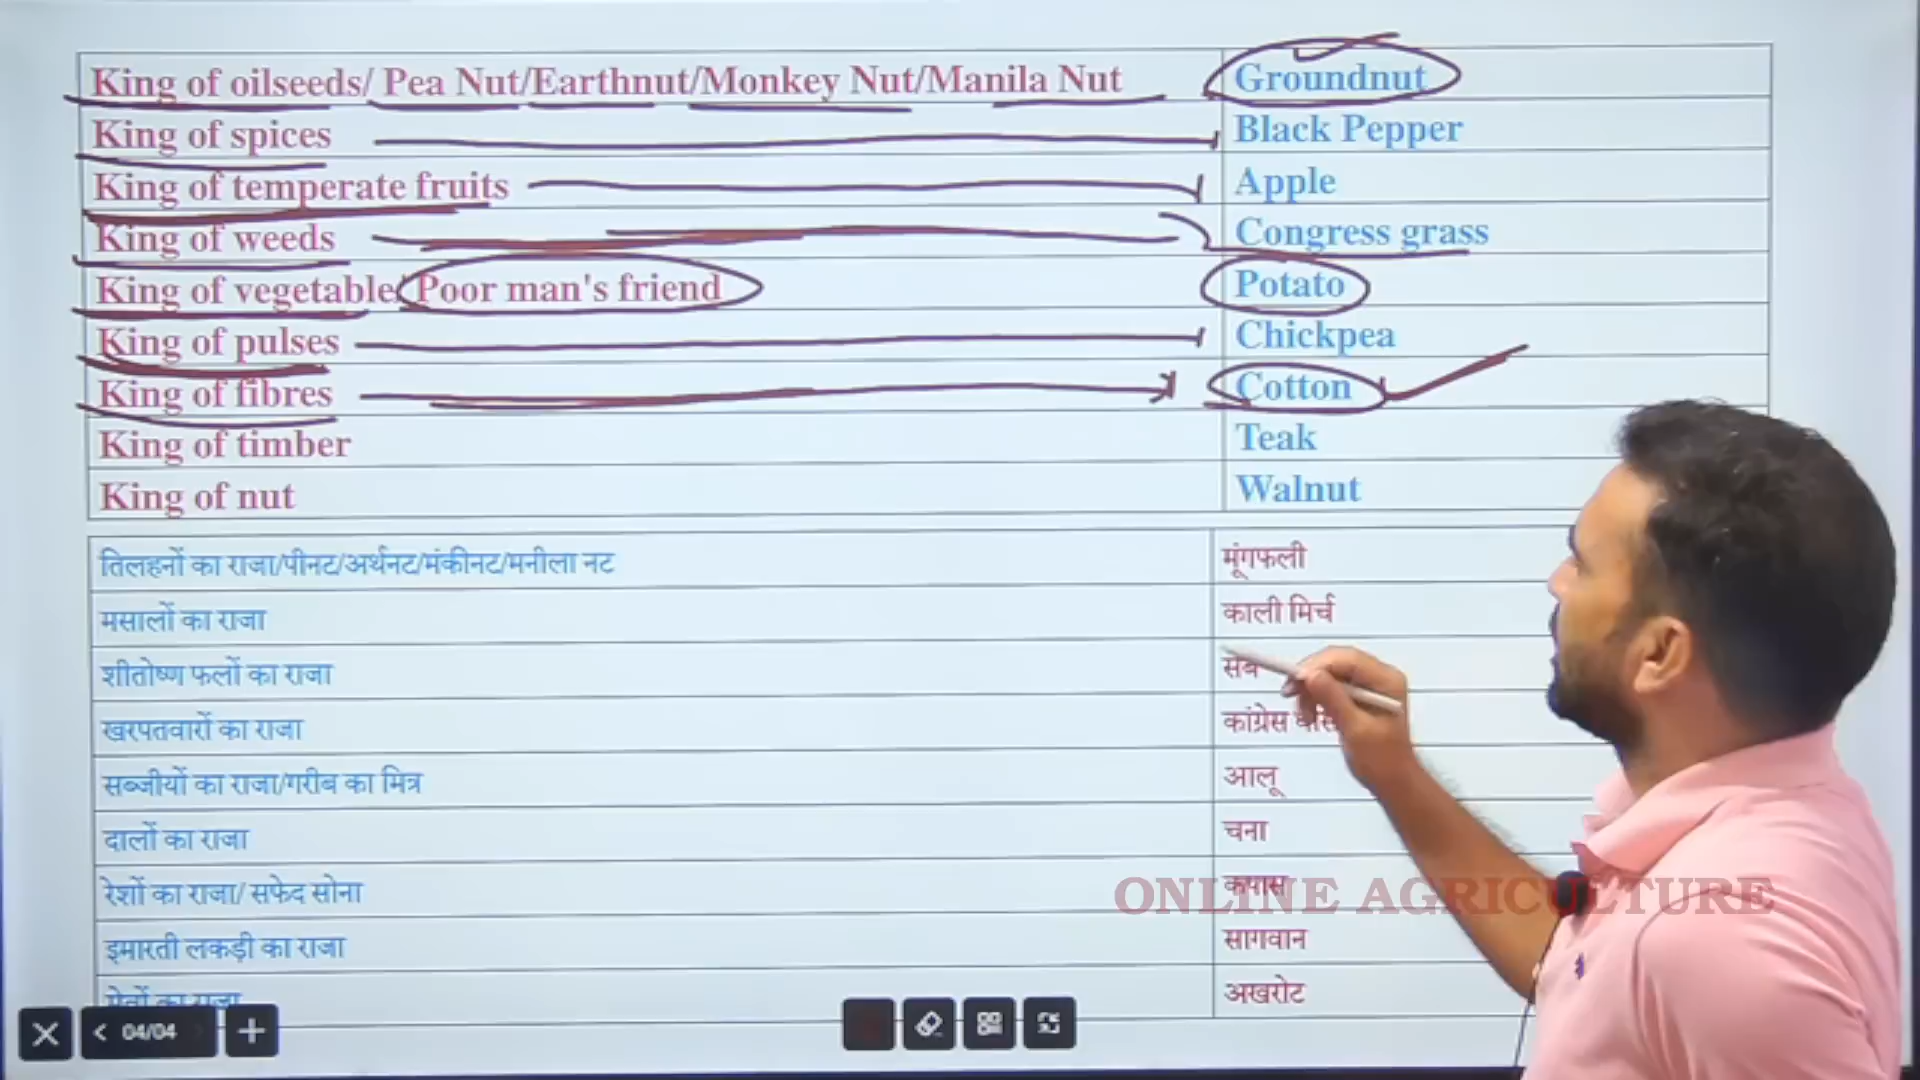 King of oilseeds/ Pea Nut/Earthnut/Monkey Nut/Manila Nut Groundnut
King of spices Black Pepper
King of temperate fruits Apple
King of weeds Congress grass
King of vegetable/ Poor man's friend Potato
King of pulses Chickpea
King of fibres Cotton
King of timber Teak
King of nut Walnut
तिलहनों का राजा/पीनट/अर्थनट/मंकीनट/मनीला नट मूंगफली
मसालों का राजा काली मिर्च
शीतोष्ण फलों का राजा सेब
खरपतवारों का राजा कांग्रेस घास
सब्जीयों का राजा/गरीब का मित्र आलू
दालों का राजा चना
रेशों का राजा/ सफेद सोना कपास
ONLINE AGRICULTURE
इमारती लकड़ी का राजा सागवान
का राजा अखरोट
04/04